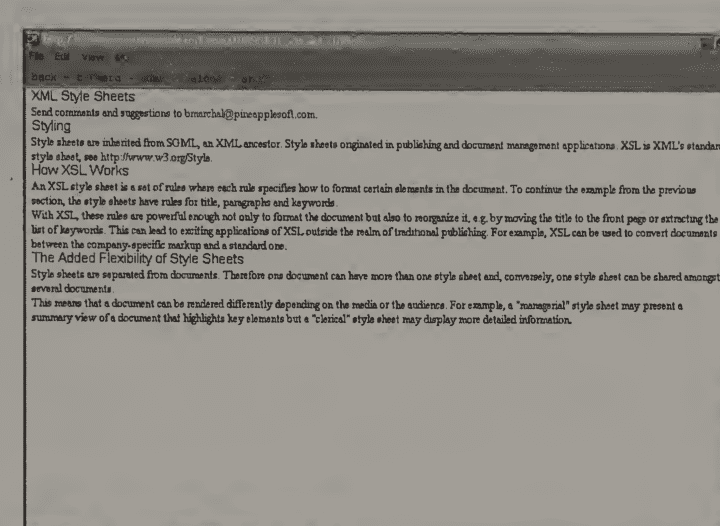 File Edit View
back
XML Style Sheets
Send comments and suggestions to bmarchal@pineapplesoft.com.
Styling
Style sheets are inherited from SGML, an XML ancestor. Style sheets originated in publishing and document management applications. XSL is XML's standard
style sheet, see http://www.w3.org/Style.
How XSL Works
An XSL style sheet is a set of rules where each rule specifies how to format certain elements in the document. To continue the example from the previous
section, the style sheets have rules for title, paragraphs and keywords.
With XSL, these rules are powerful enough not only to format the document but also to reorganize it, e.g. by moving the title to the front page or extracting the
list of keywords. This can lead to exciting applications of XSL outside the realm of traditional publishing. For example, XSL can be used to convert documents
between the company-specific markup and a standard one.
The Added Flexibility of Style Sheets
Style sheets are separated from documents. Therefore one document can have more than one style sheet and, conversely, one style sheet can be shared amongst
several documents.
This means that a document can be rendered differently depending on the media or the audience. For example, a "managerial" style sheet may present a
summary view of a document that highlights key elements but a "clerical" style sheet may display more detailed information.